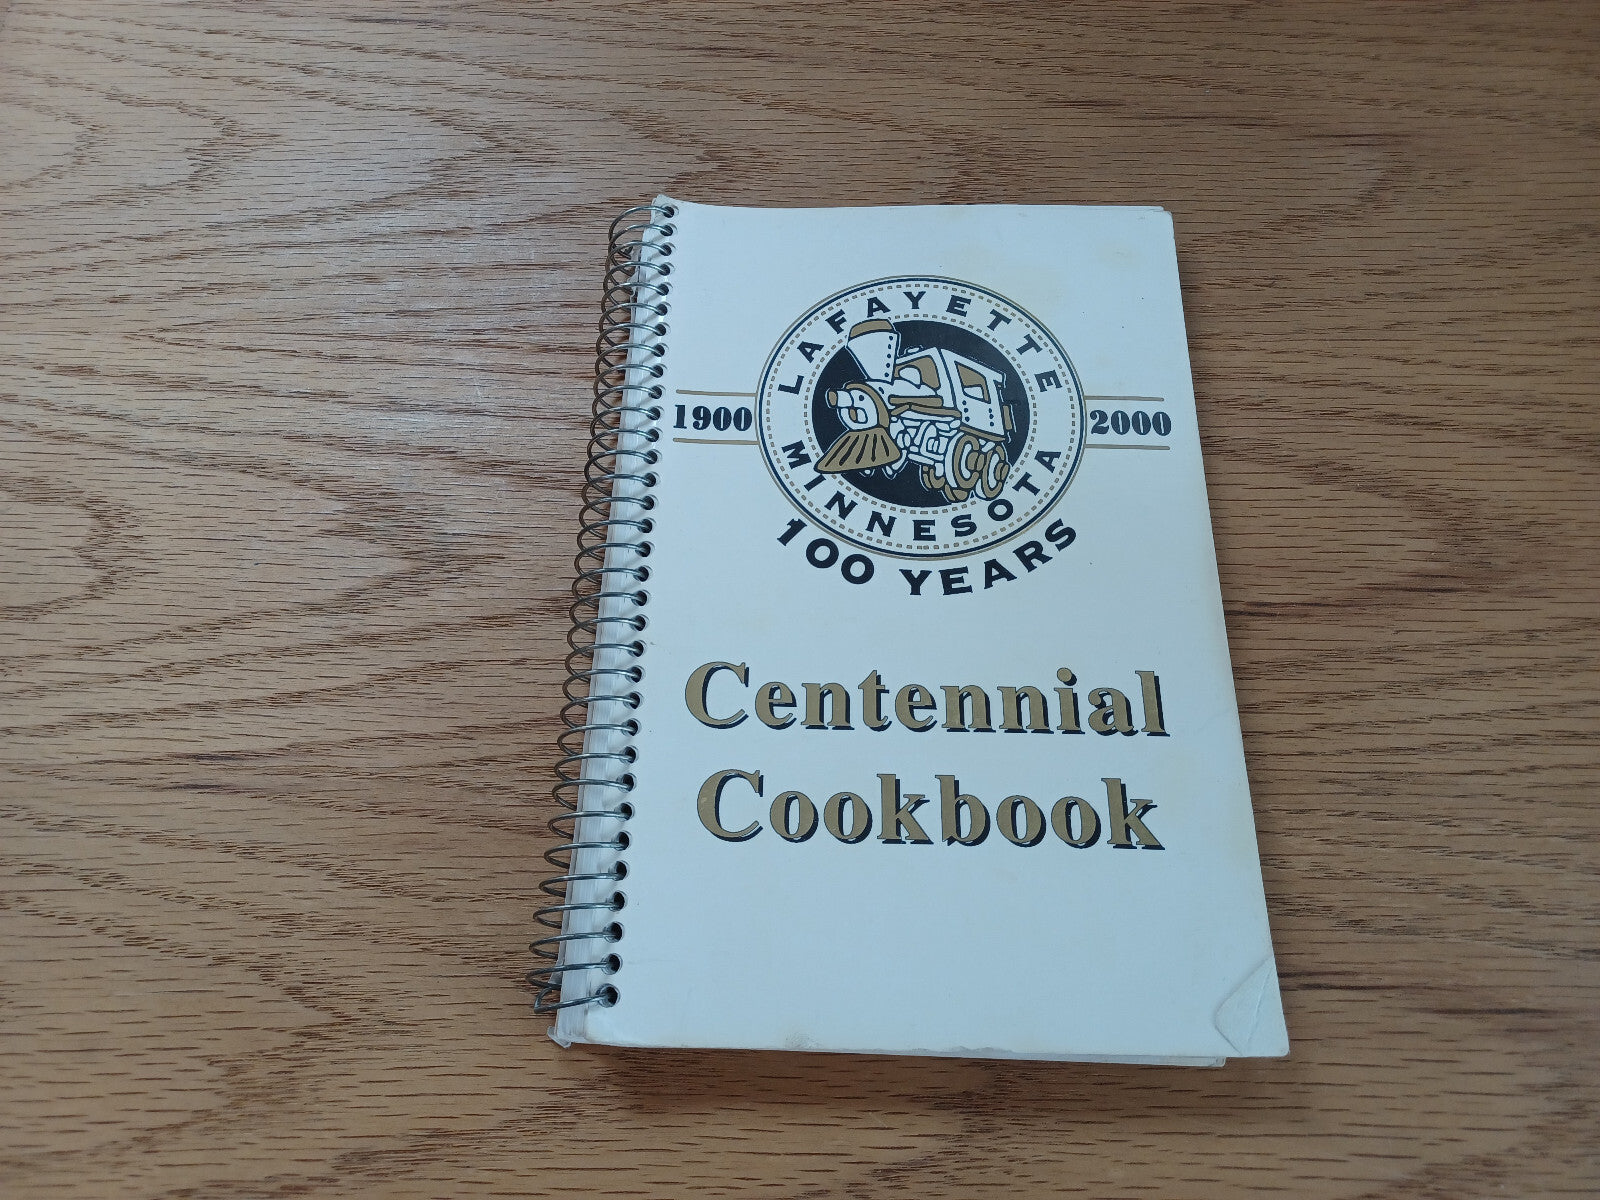 LAFAYETTE
1900
2000
MINNESOTA
100 YEARS
Centennial
Cookbook